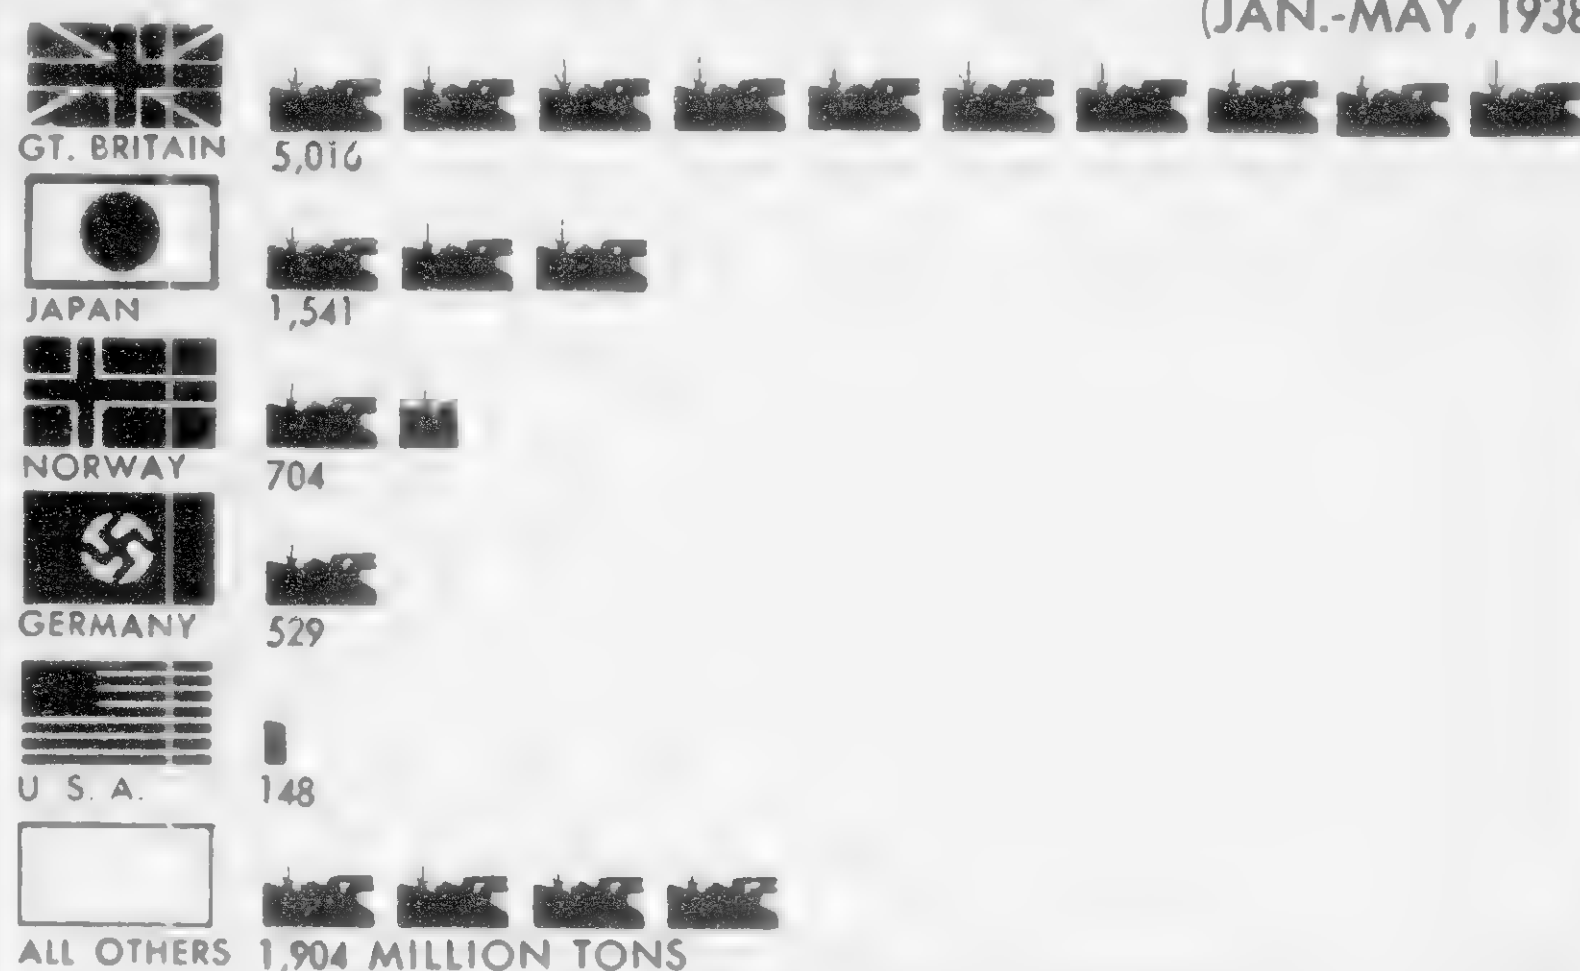 (JAN.-MAY, 1938
GT. BRITAIN
5,016
JAPAN
1,541
NORWAY
704
GERMANY
529
U S. A.
148
ALL OTHERS 1,904 MILLION TONS